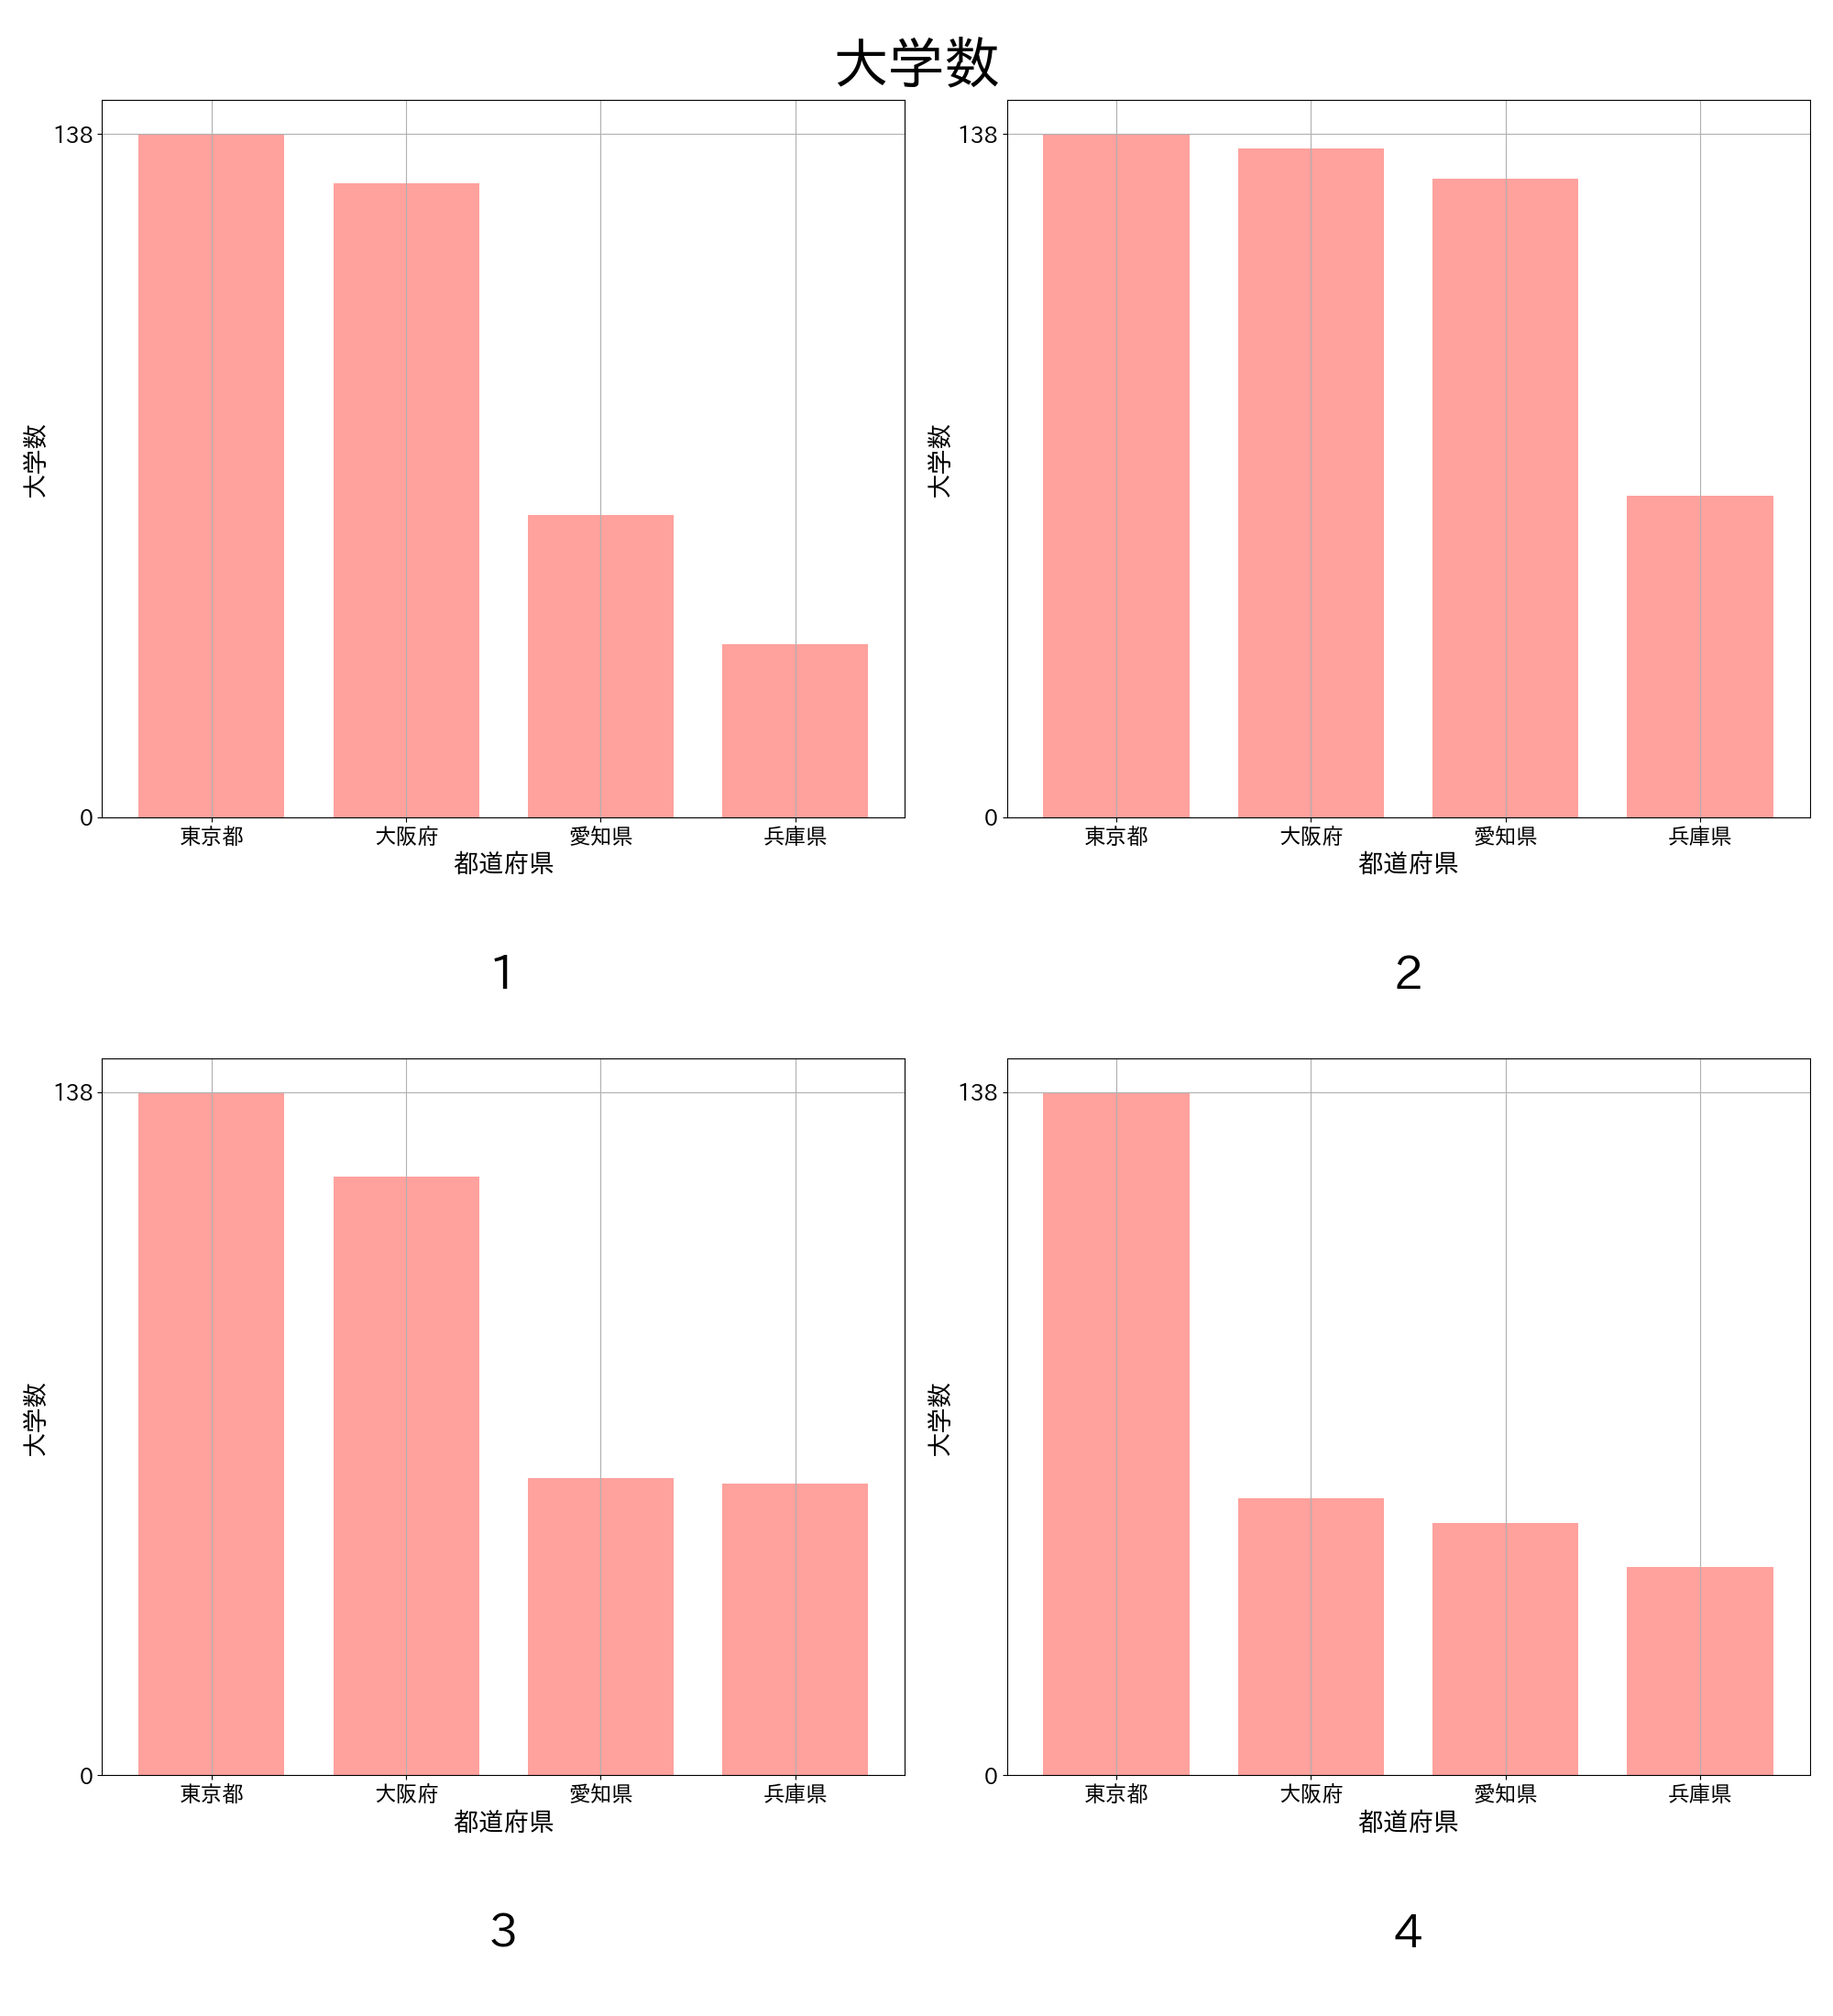 大学数
138
大学数
0
東京都 大阪府 愛知県 兵庫県
都道府県
1
138
大学数
0
東京都 大阪府 愛知県 兵庫県
都道府県
2
138
大学数
0
東京都 大阪府 愛知県 兵庫県
都道府県
3
138
大学数
0
東京都 大阪府 愛知県 兵庫県
都道府県
4